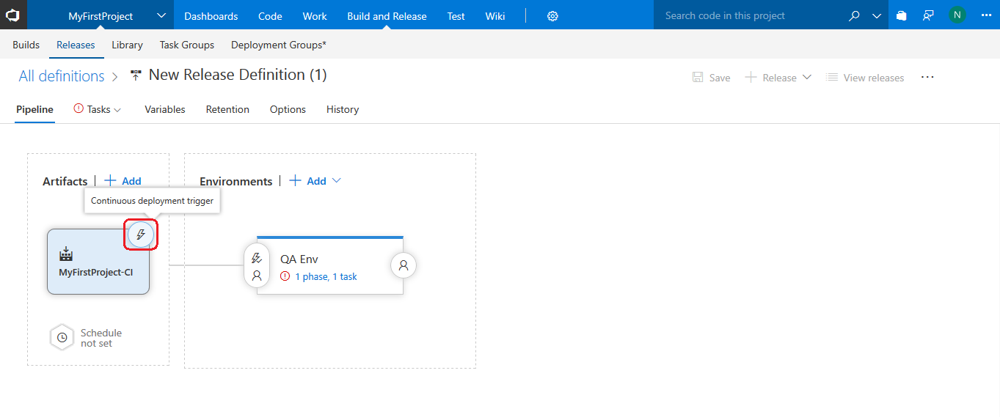 MyFirstProject
Dashboards Code Work Build and Release Test Wiki
Search code in this project
N
Builds Releases Library Task Groups Deployment Groups*
All definitions > New Release Definition (1)
Save Release View releases ...
Pipeline Tasks Variables Retention Options History
Artifacts | + Add
Environments | + Add
Continuous deployment trigger
MyFirstProject-CI
QA Env
1 phase, 1 task
Schedule
not set